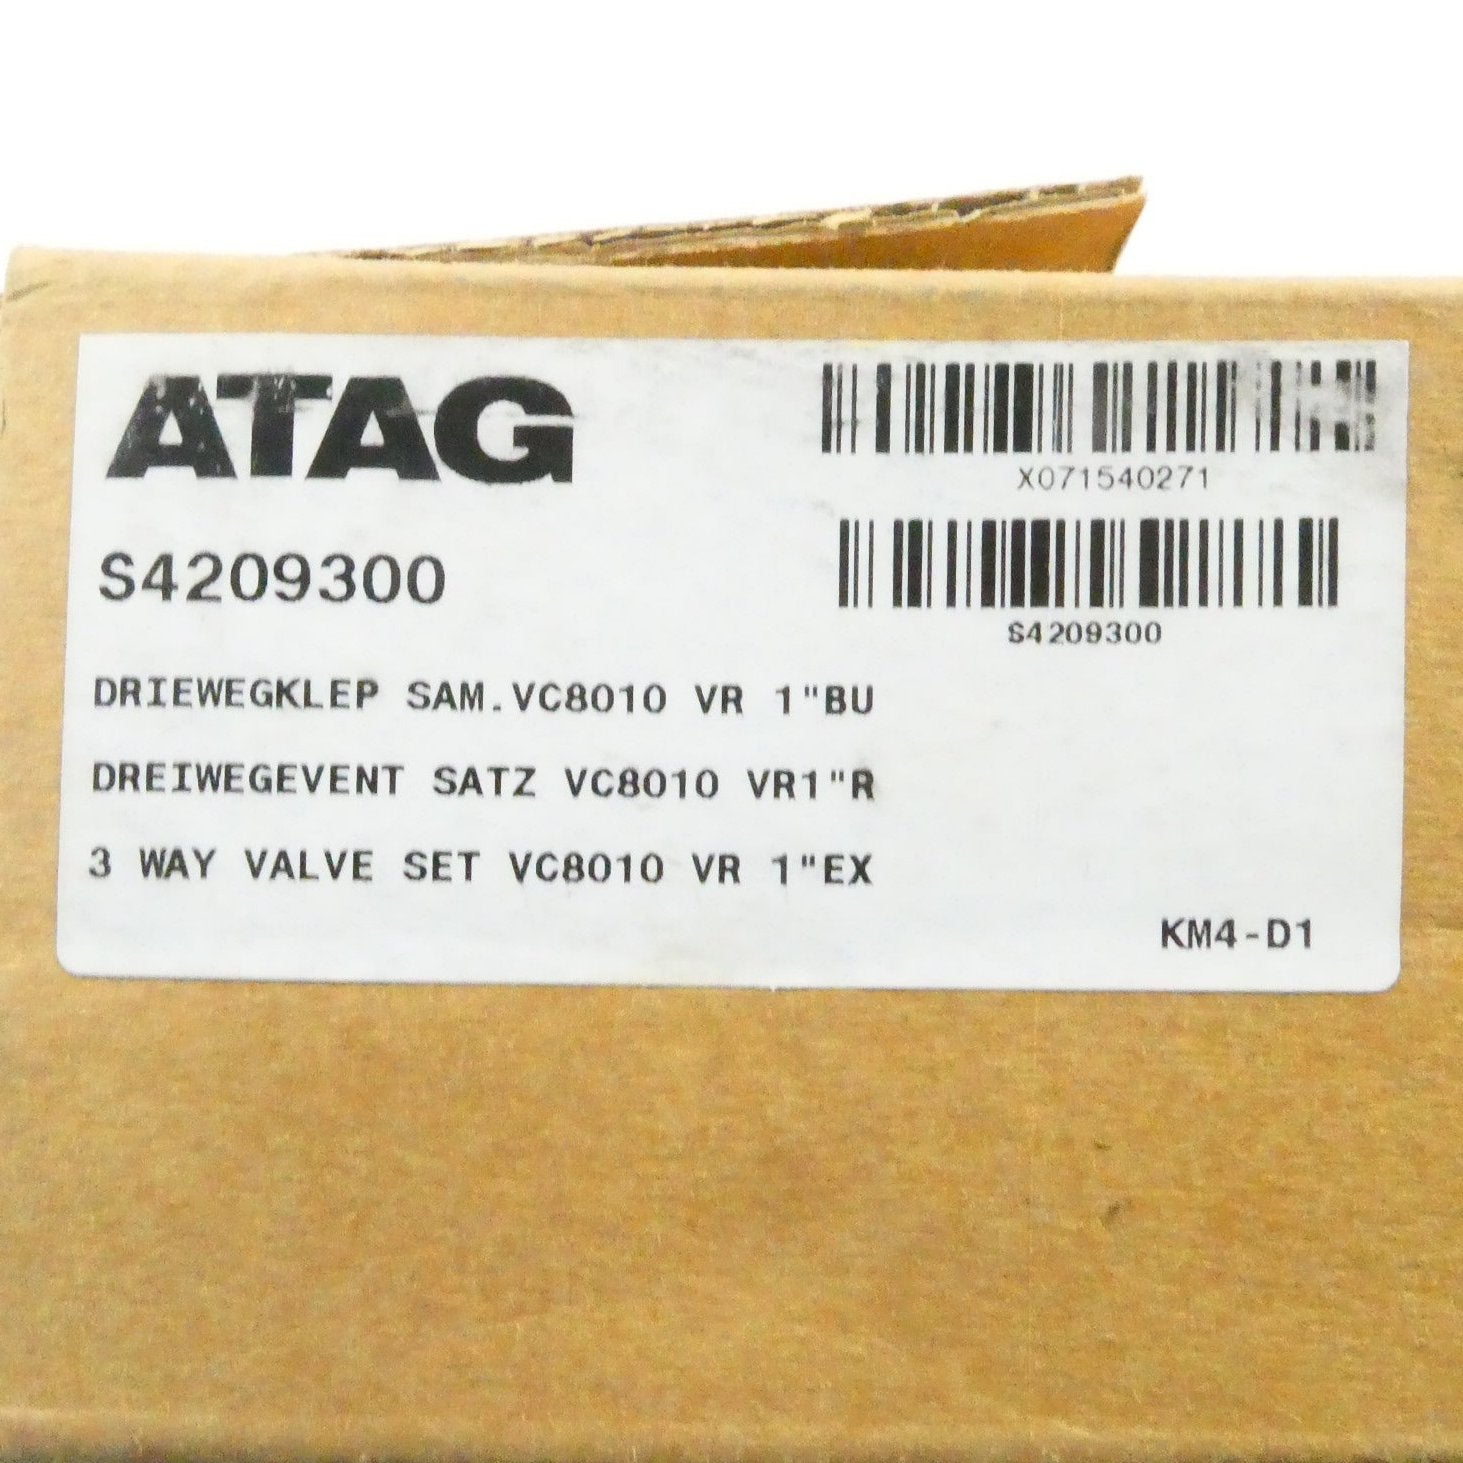 ATAG
X071540271
S4209300
S4209300
DRIEWEGKLEP SAM.VC8010 VR 1"BU
DREIWEGEVENT SATZ VC8010 VR1"R
3 WAY VALVE SET VC8010 VR 1"EX
KM4-D1